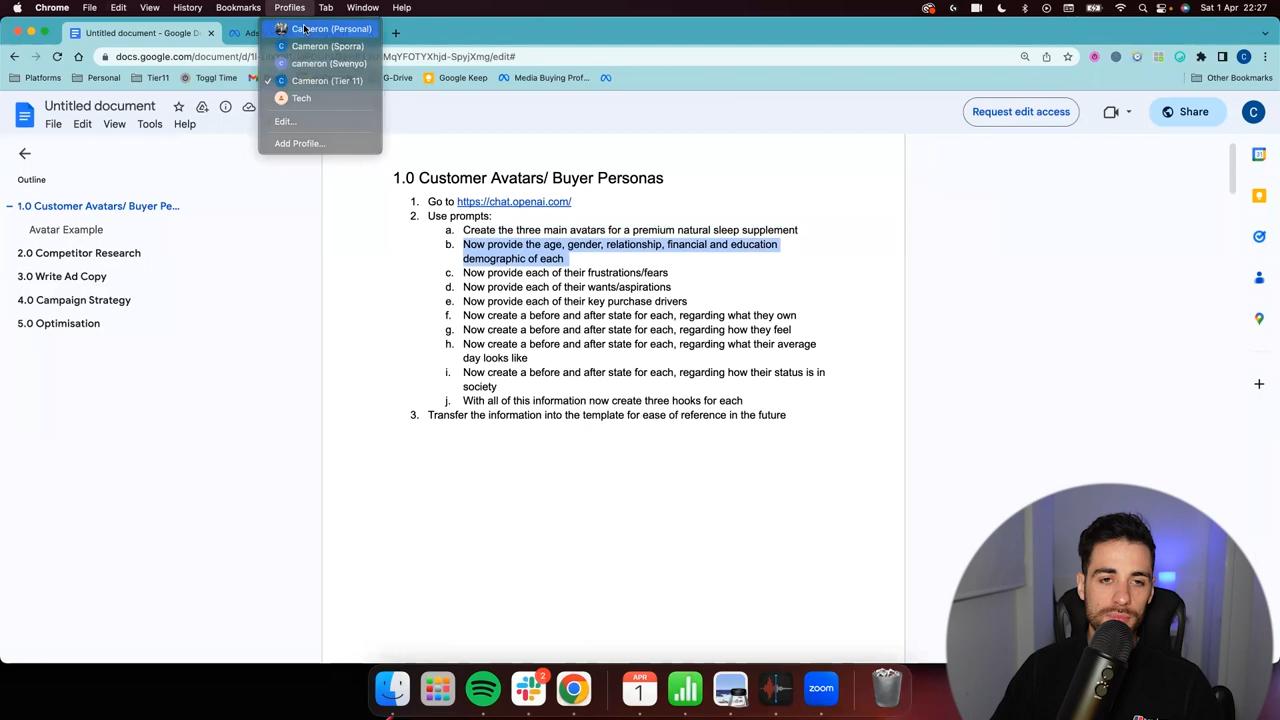 Chrome File Edit View History Bookmarks Profiles Tab Window Help
Sat 1 Apr 22:27
Untitled document - Google D
Ads
Cameron (Personal)
Cameron (Sporra)
cameron (Swenyo)
Cameron (Tier 11)
Tech
Edit...
Add Profile...
Platforms Personal Tier11 Toggl Time G-Drive Google Keep Media Buying Prof... Other Bookmarks
Untitled document
File Edit View Tools Help
Request edit access
Share
C
Outline
1.0 Customer Avatars/ Buyer Pe...
Avatar Example
2.0 Competitor Research
3.0 Write Ad Copy
4.0 Campaign Strategy
5.0 Optimisation
1.0 Customer Avatars/ Buyer Personas
1. Go to https://chat.openai.com/
2. Use prompts:
a. Create the three main avatars for a premium natural sleep supplement
b. Now provide the age, gender, relationship, financial and education
demographic of each
c. Now provide each of their frustrations/fears
d. Now provide each of their wants/aspirations
e. Now provide each of their key purchase drivers
f. Now create a before and after state for each, regarding what they own
g. Now create a before and after state for each, regarding how they feel
h. Now create a before and after state for each, regarding what their average
day looks like
i. Now create a before and after state for each, regarding how their status is in
society
j. With all of this information now create three hooks for each
3. Transfer the information into the template for ease of reference in the future
2
APR
1
zoom